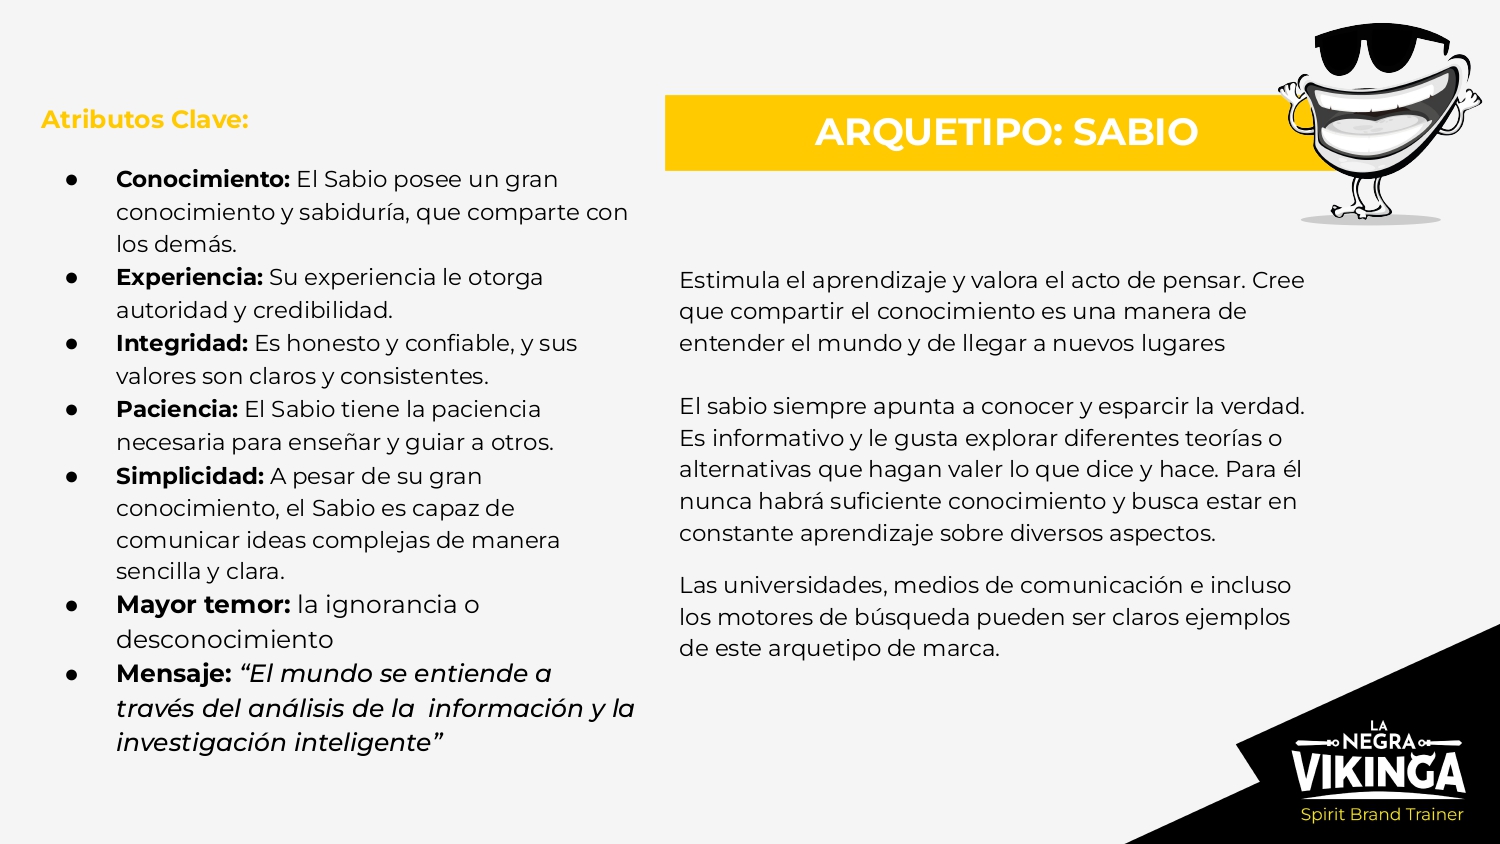 Atributos Clave:
● Conocimiento: El Sabio posee un gran
conocimiento y sabiduría, que comparte con
los demás.
● Experiencia: Su experiencia le otorga
autoridad y credibilidad.
● Integridad: Es honesto y confiable, y sus
valores son claros y consistentes.
● Paciencia: El Sabio tiene la paciencia
necesaria para enseñar y guiar a otros.
● Simplicidad: A pesar de su gran
conocimiento, el Sabio es capaz de
comunicar ideas complejas de manera
sencilla y clara.
● Mayor temor: la ignorancia o
desconocimiento
● Mensaje: “El mundo se entiende a
través del análisis de la  información y la
investigación inteligente”
ARQUETIPO: SABIO
Estimula el aprendizaje y valora el acto de pensar. Cree
que compartir el conocimiento es una manera de
entender el mundo y de llegar a nuevos lugares
El sabio siempre apunta a conocer y esparcir la verdad.
Es informativo y le gusta explorar diferentes teorías o
alternativas que hagan valer lo que dice y hace. Para él
nunca habrá suficiente conocimiento y busca estar en
constante aprendizaje sobre diversos aspectos.
Las universidades, medios de comunicación e incluso
los motores de búsqueda pueden ser claros ejemplos
de este arquetipo de marca.
LA
NEGRA
VIKINGA
Spirit Brand Trainer